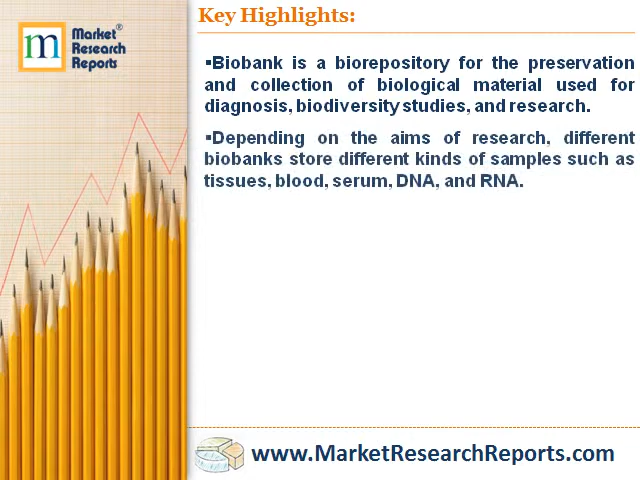 Key Highlights:
m
Market®
Research
Reports
▪Biobank is a biorepository for the preservation
and collection of biological material used for
diagnosis, biodiversity studies, and research.
▪Depending on the aims of research, different
biobanks store different kinds of samples such as
tissues, blood, serum, DNA, and RNA.
www.MarketResearchReports.com